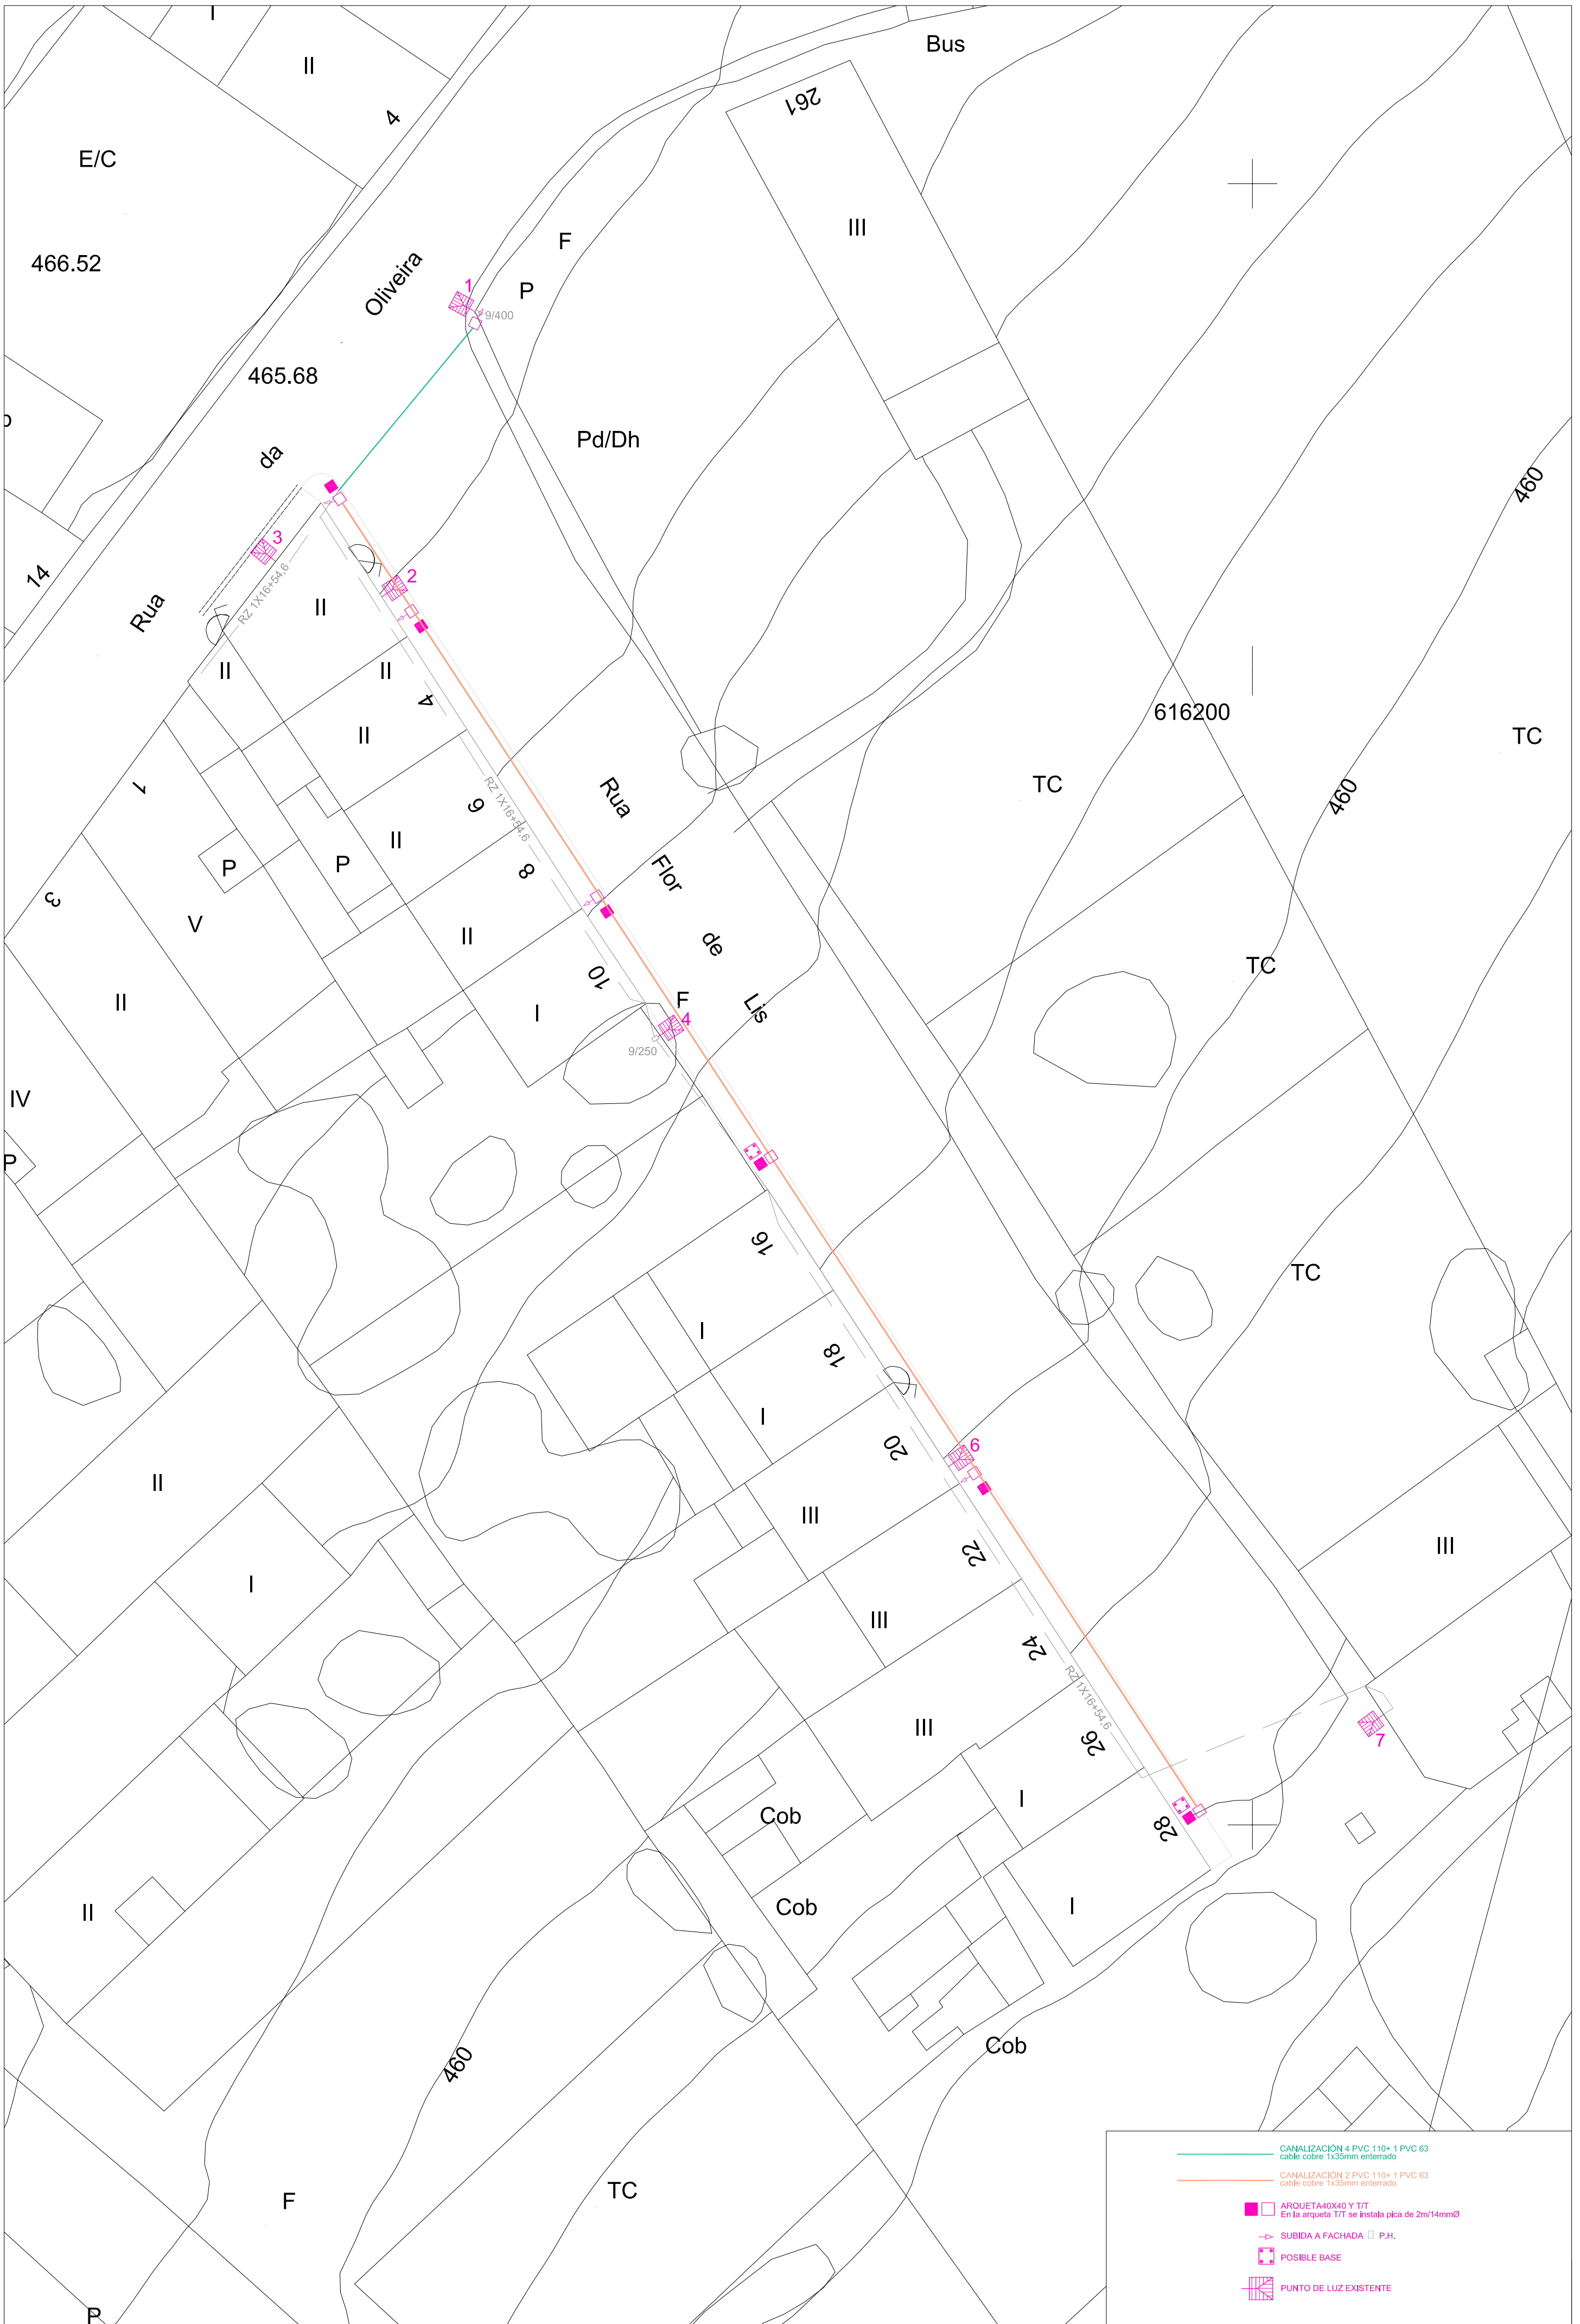 I
II
Bus
261
4
E/C
III
F
466.52
Oliveira
1
P
9/400
465.68
Pd/Dh
da
460
3
14
2
RZ 1X16+54,6
Rua
II
II
II
4
616200
TC
II
TC
460
1
6
RZ 1X16+54,6
Rua
II
P
P
8
Flor
3
V
II
de
TC
10
II
I
F
Lis
4
9/250
IV
P
16
TC
I
18
I
20
6
II
III
22
III
I
III
24
RZ 1X16+54,6
III
26
7
I
Cob
28
II
Cob
I
Cob
460
TC
F
P
CANALIZACIÓN 4 PVC 110+ 1 PVC 63
cable cobre 1x35mm enterrado
CANALIZACIÓN 2 PVC 110+ 1 PVC 63
cable cobre 1x35mm enterrado
ARQUETA40X40 Y T/T
En la arqueta T/T se instala pica de 2m/14mmØ
SUBIDA A FACHADA □ P.H.
POSIBLE BASE
PUNTO DE LUZ EXISTENTE